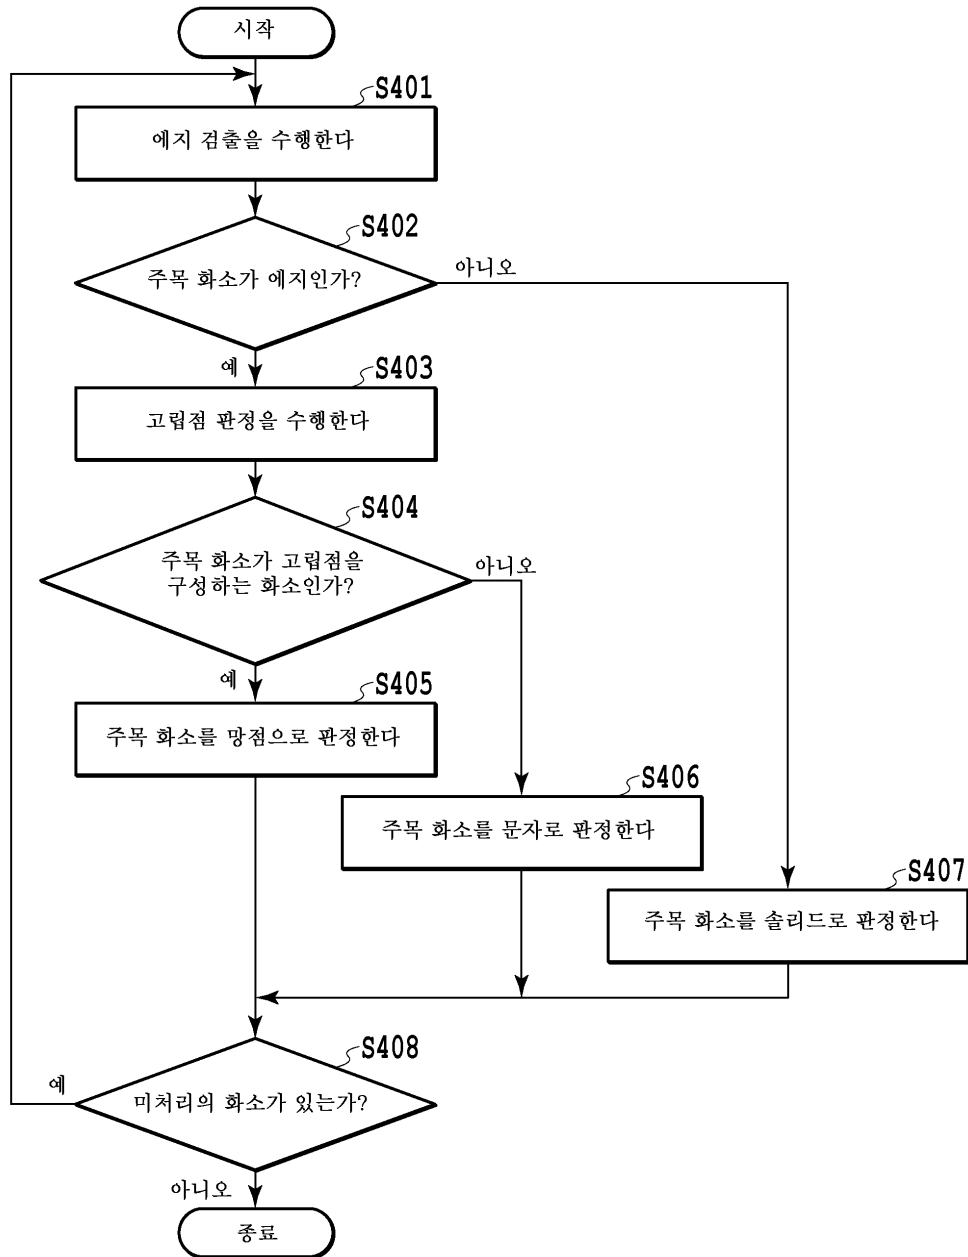 시작
S401
에지 검출을 수행한다
S402
주목 화소가 에지인가?
아니오
예
S403
고립점 판정을 수행한다
S404
주목 화소가 고립점을
구성하는 화소인가?
아니오
예
S405
주목 화소를 망점으로 판정한다
S406
주목 화소를 문자로 판정한다
S407
주목 화소를 솔리드로 판정한다
S408
미처리의 화소가 있는가?
예
아니오
종료